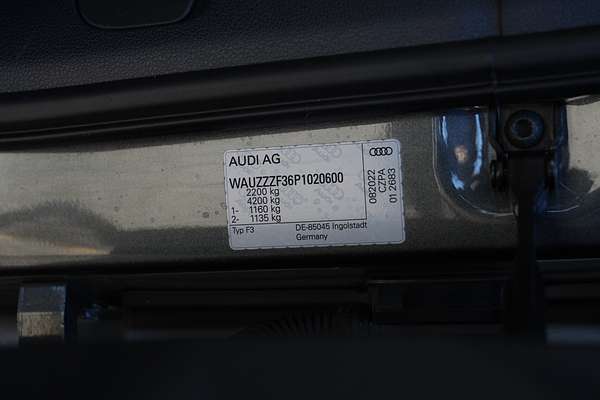 AUDI AG
WAUZZZF36P1020600
2200 kg
4200 kg
1- 1160 kg
2- 1135 kg
Typ F3
DE-85045 Ingolstadt
Germany
082022
CZPA
01 2683